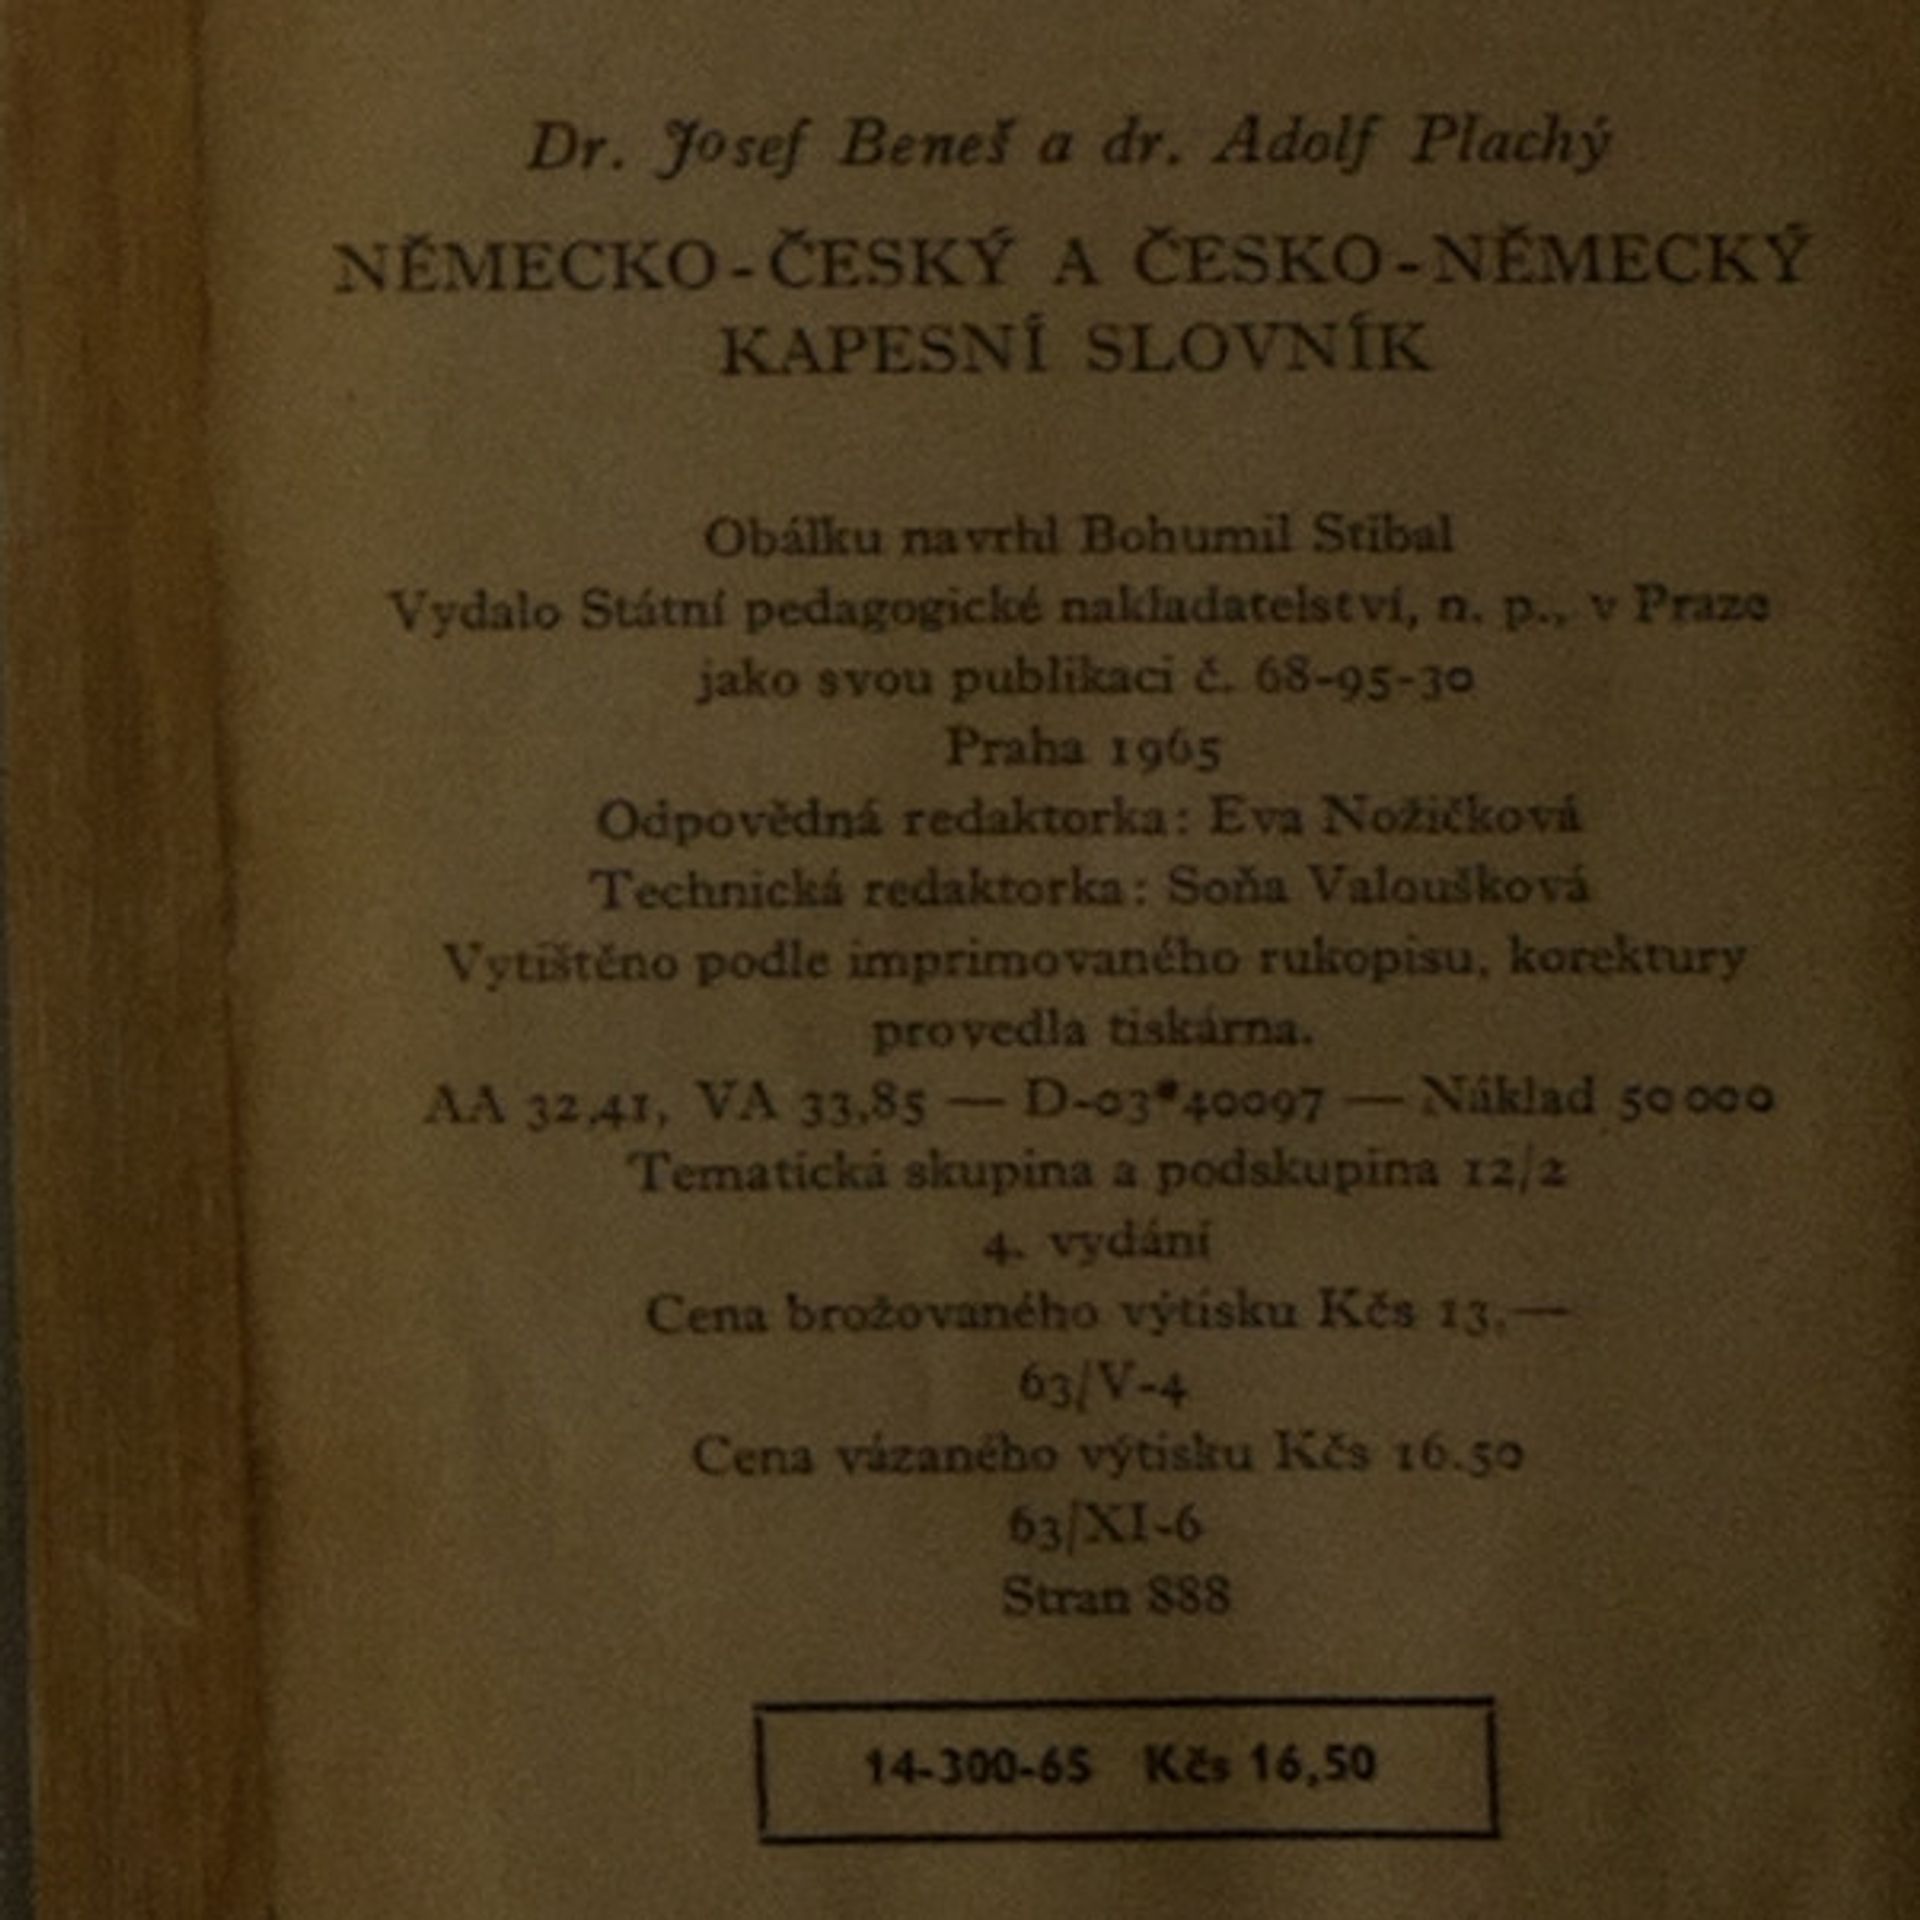 Dr. Josef Beneš a dr. Adolf Plachý
NĚMECKO-ČESKÝ A ČESKO-NĚMECKÝ
KAPESNÍ SLOVNÍK
Obálku navrhl Bohumil Stibal
Vydalo Státní pedagogické nakladatelství, n. p., v Praze
jako svou publikaci č. 68-95-30
Praha 1965
Odpovědná redaktorka: Eva Nožičková
Technická redaktorka: Soňa Valoušková
Vytištěno podle imprimovaného rukopisu, korektury
provedla tiskárna.
AA 32,41, VA 33,85 — D-03*40097 — Náklad 50 000
Tematická skupina a podskupina 12/2
4. vydání
Cena brožovaného výtisku Kčs 13,—
63/V-4
Cena vázaného výtisku Kčs 16.50
63/XI-6
Stran 888
14-300-65 Kčs 16,50